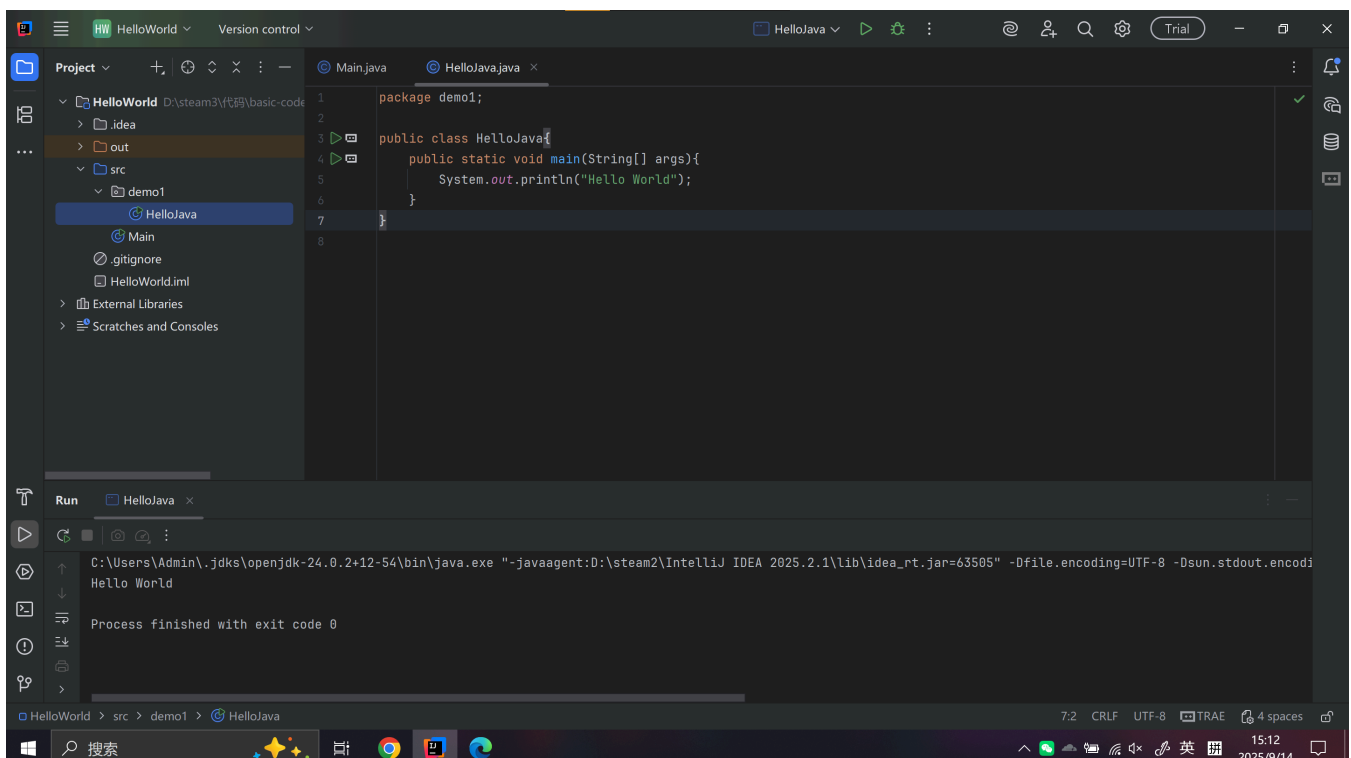 HW HelloWorld Version control HelloJava Trial
Project Main.java HelloJava.java
HelloWorld D:\steam3\代码\basic-code
.idea
out
src
demo1
HelloJava
Main
.gitignore
HelloWorld.iml
External Libraries
Scratches and Consoles
1 package demo1;
2
3 public class HelloJava{
4 public static void main(String[] args){
5 System.out.println("Hello World");
6 }
7 }
8
Run HelloJava
C:\Users\Admin\.jdks\openjdk-24.0.2+12-54\bin\java.exe "-javaagent:D:\steam2\IntelliJ IDEA 2025.2.1\lib\idea_rt.jar=63505" -Dfile.encoding=UTF-8 -Dsun.stdout.encodi
Hello World
Process finished with exit code 0
HelloWorld > src > demo1 > HelloJava 7:2 CRLF UTF-8 TRAE 4 spaces
搜索 英 拼 15:12
2025/9/14